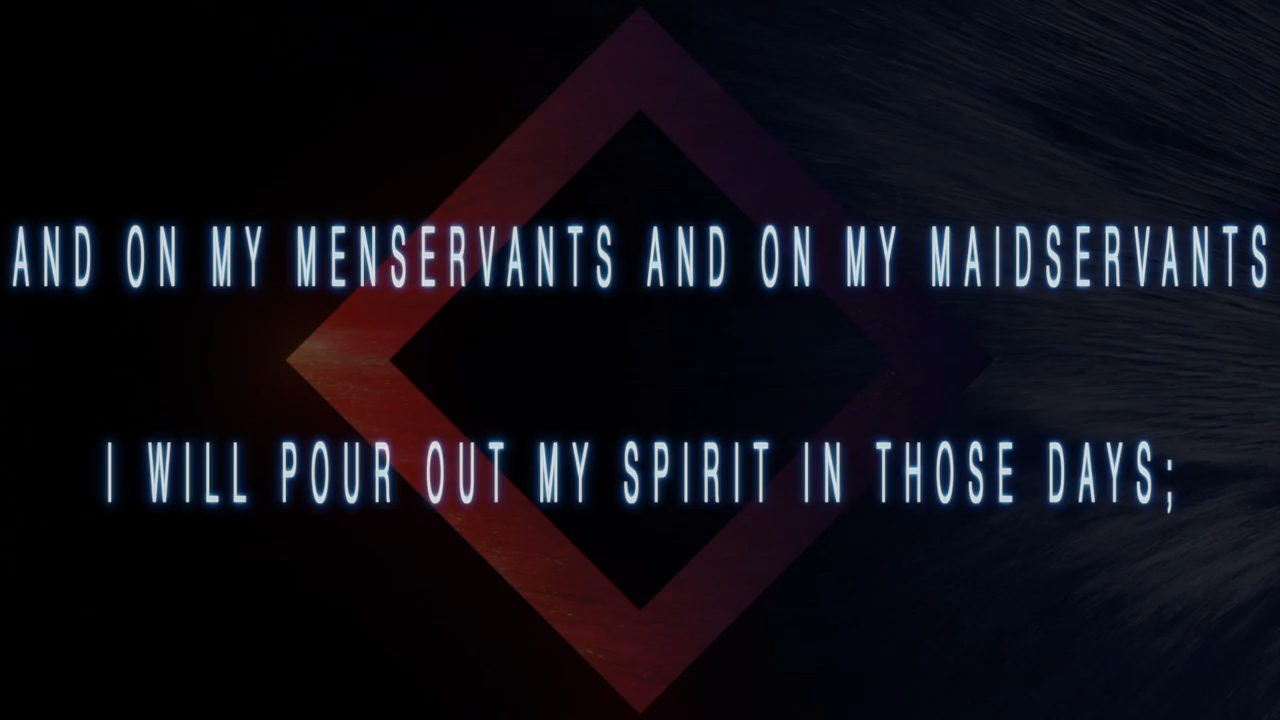 AND ON MY MENSERVANTS AND ON MY MAIDSERVANTS
I WILL POUR OUT MY SPIRIT IN THOSE DAYS;